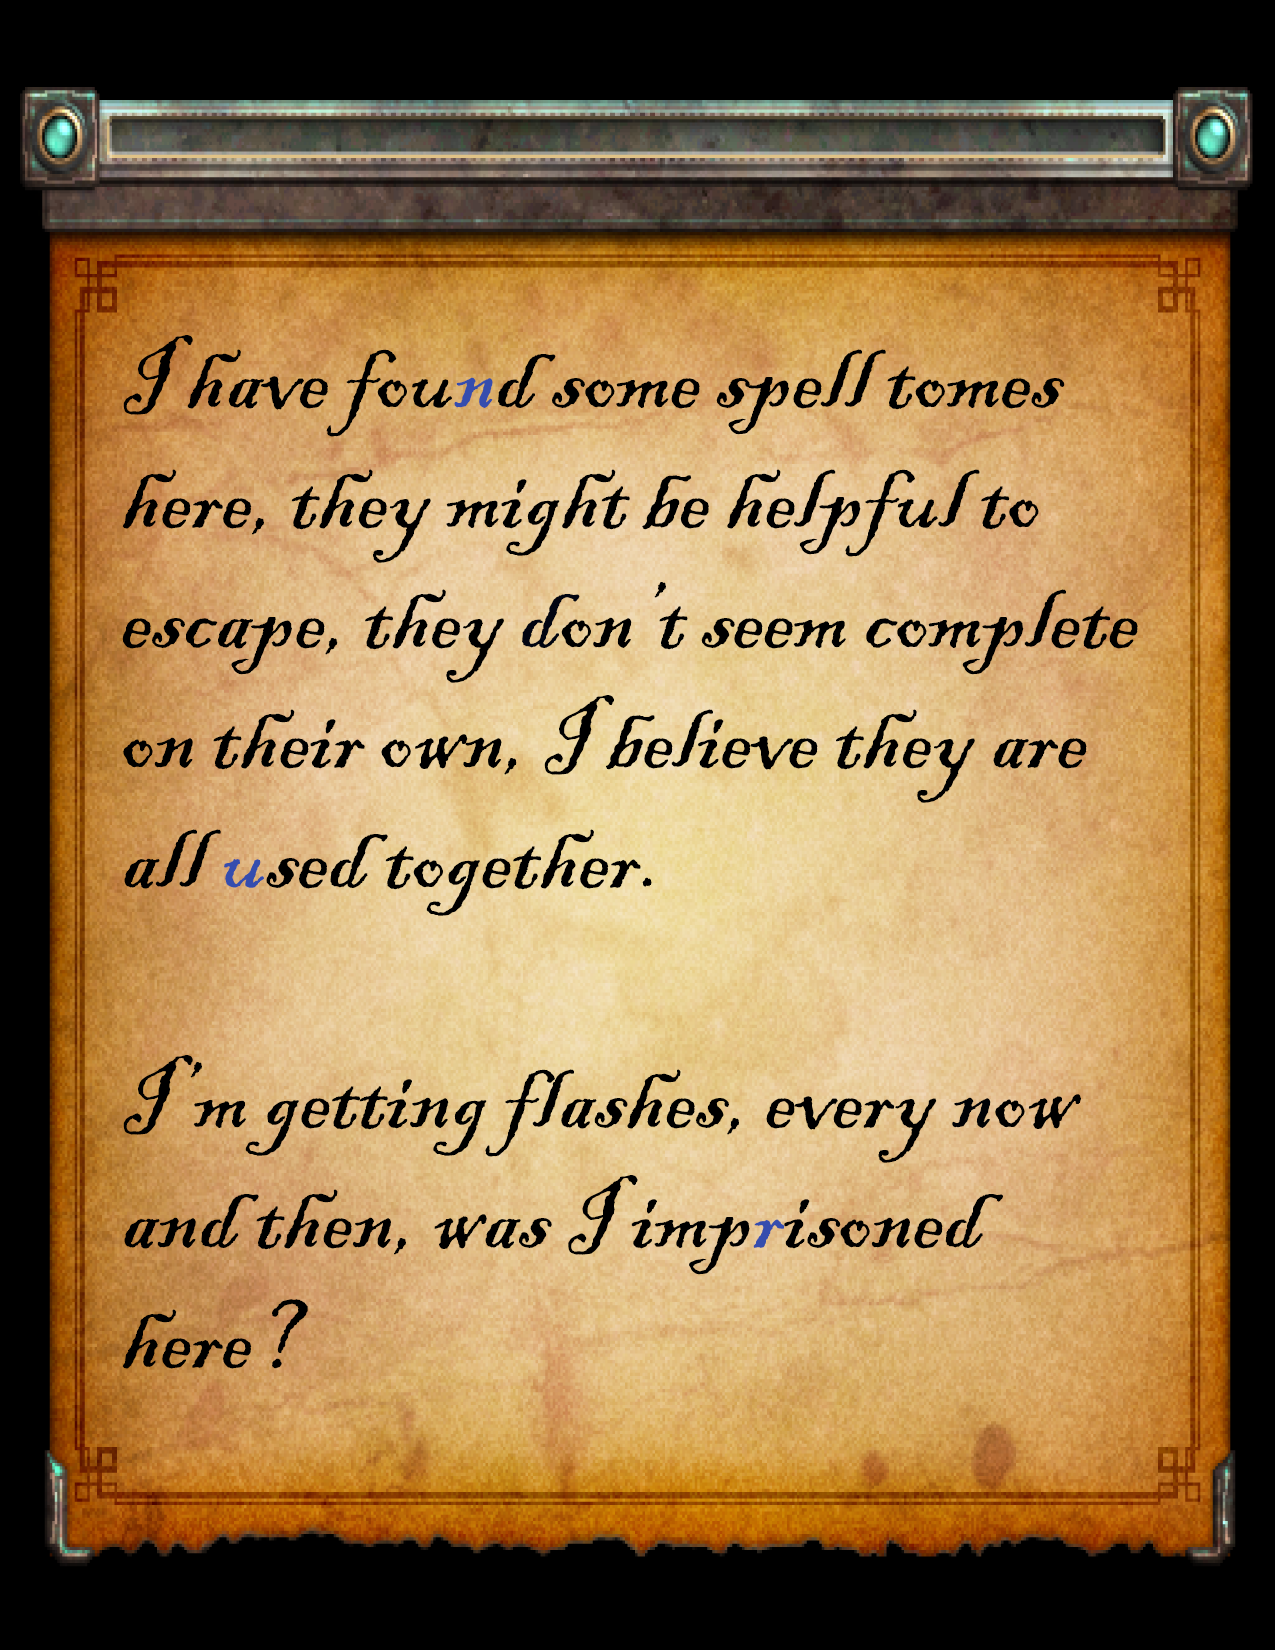 I have found some spell tomes
here, they might be helpful to
escape, they don't seem complete
on their own, I believe they are
all used together.
I'm getting flashes, every now
and then, was I imprisoned
here?